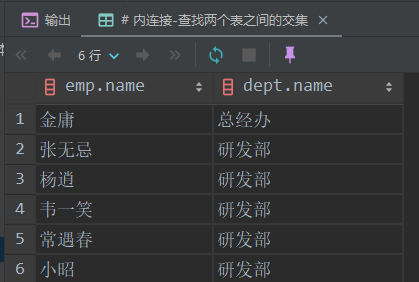 输出
# 内连接-查找两个表之间的交集
6 行
emp.name dept.name
1 金庸 总经办
2 张无忌 研发部
3 杨逍 研发部
4 韦一笑 研发部
5 常遇春 研发部
6 小昭 研发部